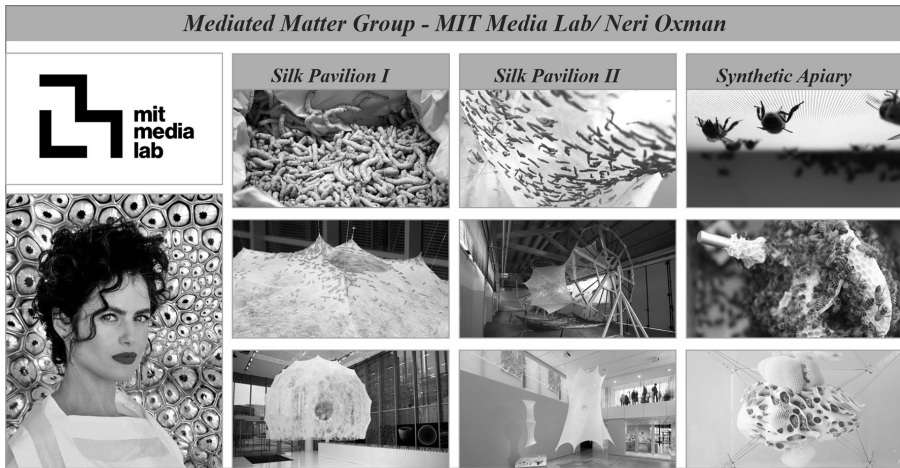 Mediated Matter Group - MIT Media Lab/ Neri Oxman
Silk Pavilion I
Silk Pavilion II
Synthetic Apiary
mit
media
lab